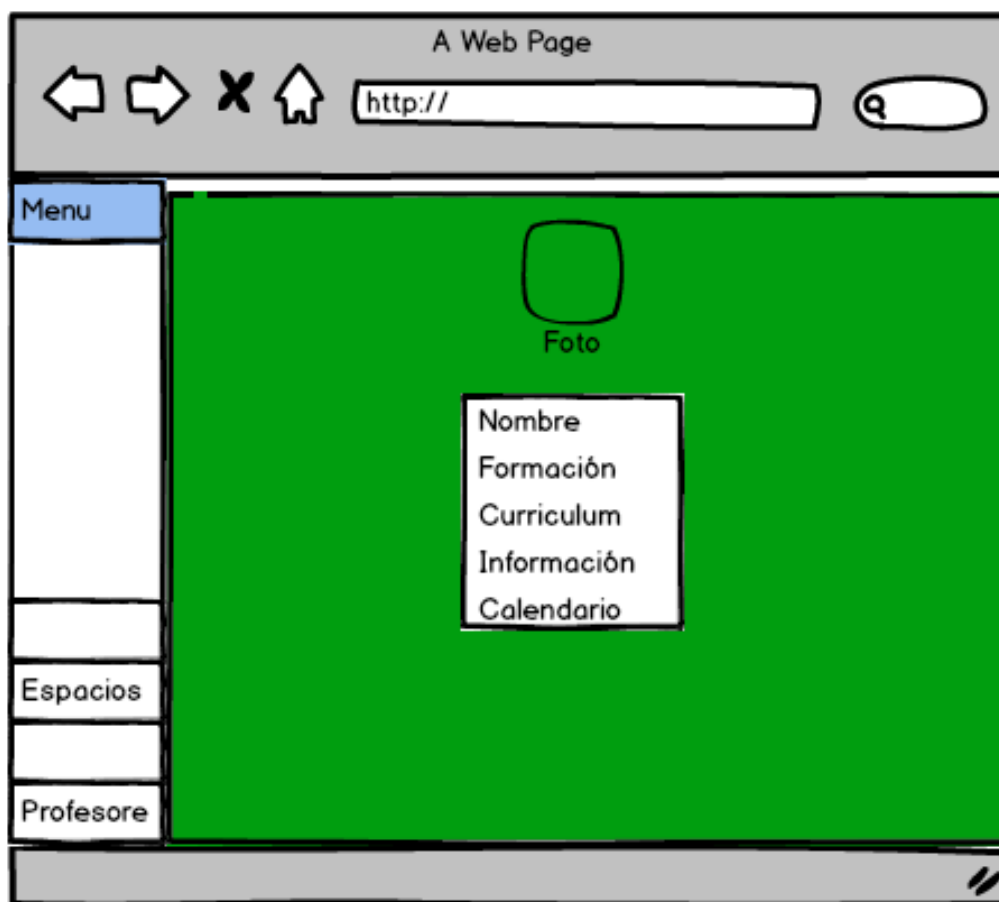 A Web Page
http://
Menu
Foto
Nombre
Formación
Curriculum
Información
Calendario
Espacios
Profesore